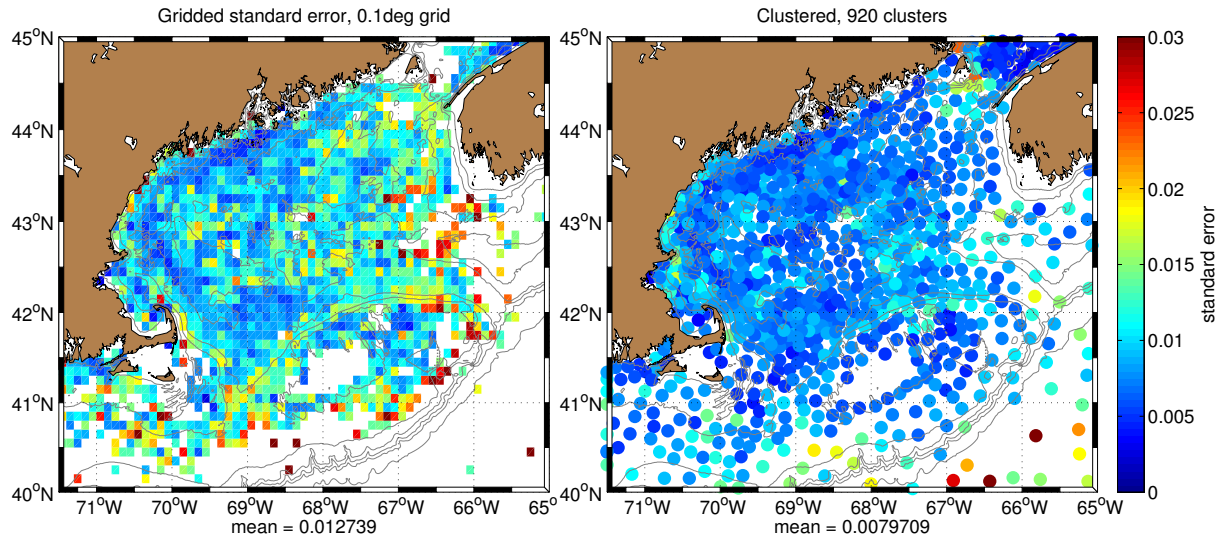 Gridded standard error, 0.1deg grid
45°N
44°N
43°N
42°N
41°N
40°N
71°W 70°W 69°W 68°W 67°W 66°W 65°W
mean = 0.012739
Clustered, 920 clusters
45°N
44°N
43°N
42°N
41°N
40°N
71°W 70°W 69°W 68°W 67°W 66°W 65°W
mean = 0.0079709
0.03
0.025
0.02
0.015
0.01
0.005
0
standard error